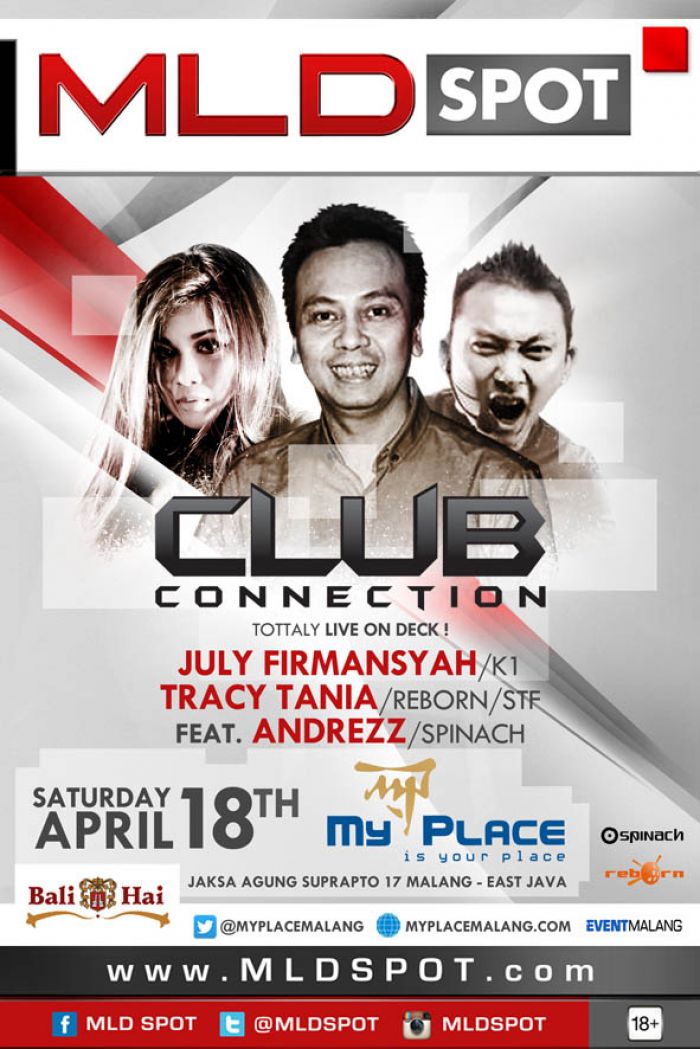 MLD SPOT
CLUB
CONNECTION
TOTTALY LIVE ON DECK !
JULY FIRMANSYAH/K1
TRACY TANIA/REBORN/STF
FEAT. ANDREZZ/SPINACH
SATURDAY
APRIL 18TH
mp
My PLACE
is your place
spinach
reborn
Bali Hai
JAKSA AGUNG SUPRAPTO 17 MALANG - EAST JAVA
@MYPLACEMALANG MYPLACEMALANG.COM EVENTMALANG
www.MLDSPOT.com
MLD SPOT @MLDSPOT MLDSPOT 18+